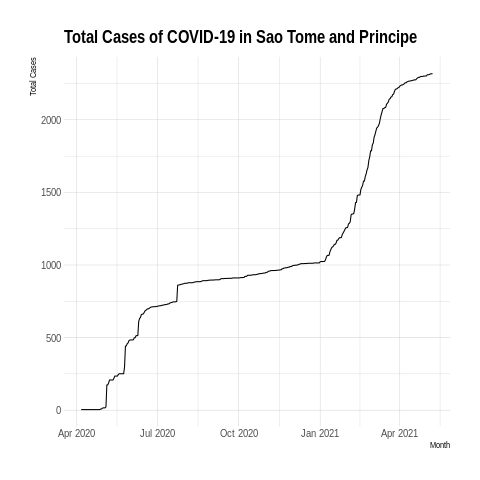 Total Cases of COVID-19 in Sao Tome and Principe
Total Cases
2000
1500
1000
500
0
Apr 2020 Jul 2020 Oct 2020 Jan 2021 Apr 2021
Month